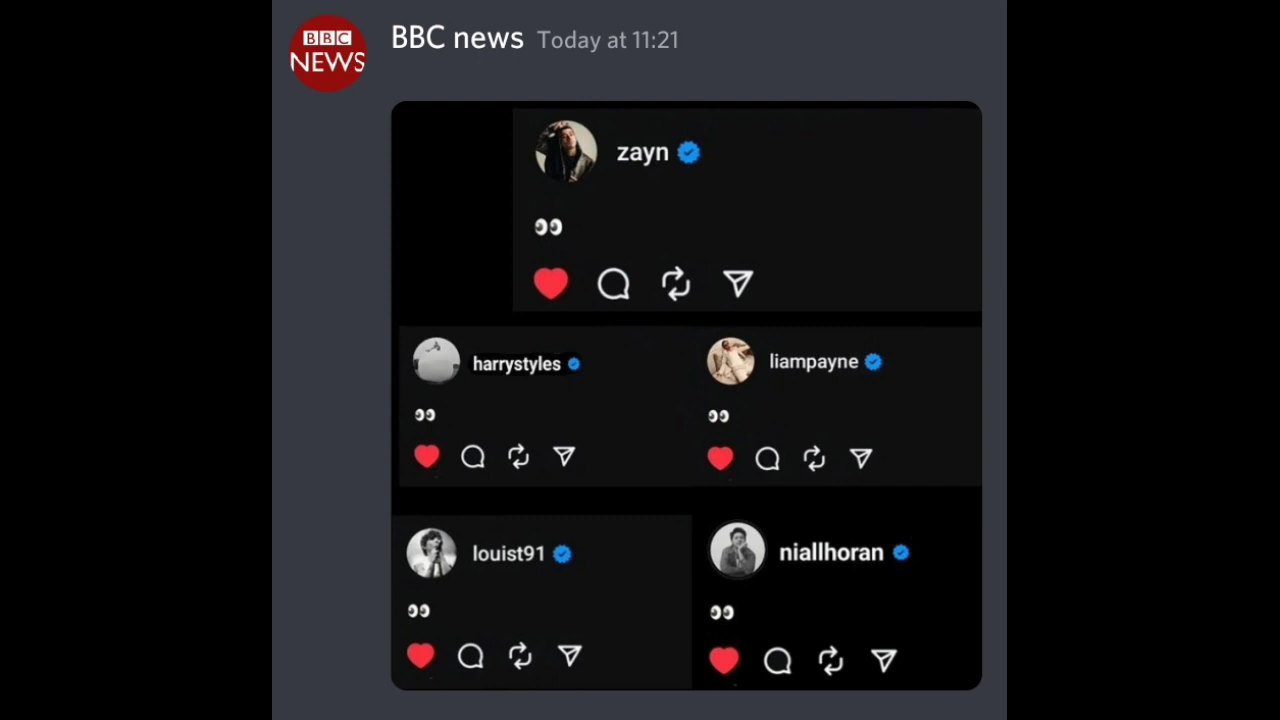 BBC
NEWS
BBC news Today at 11:21
zayn
👀
harrystyles
👀
liampayne
👀
louist91
👀
niallhoran
👀